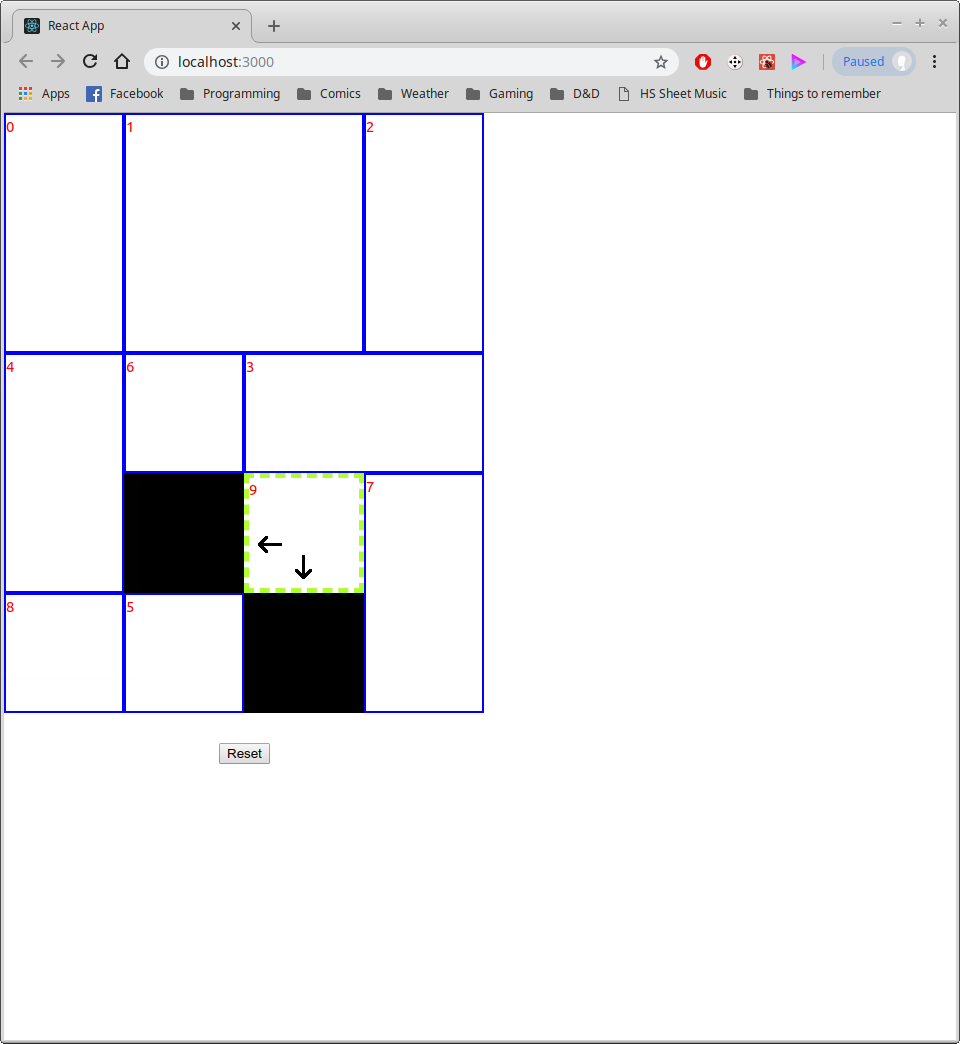 React App
localhost:3000
Paused
Apps Facebook Programming Comics Weather Gaming D&D HS Sheet Music Things to remember
0 1 2
4 6 3
9 7
8 5
Reset